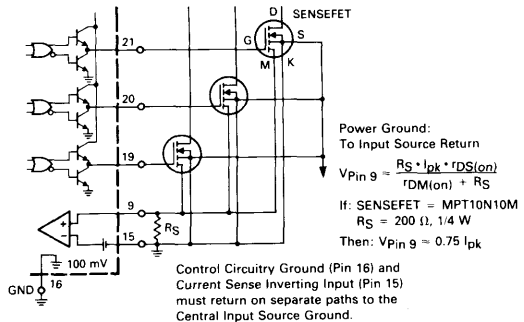 D SENSEFET
21
G
S
M K
20
19
9
RS
15
100 mV
16
GND
Power Ground:
To Input Source Return
VPin 9 ≈ RS • Ipk • rDS(on) / rDM(on) + RS
If: SENSEFET = MPT10N10M
RS = 200 Ω, 1/4 W
Then: VPin 9 ≈ 0.75 Ipk
Control Circuitry Ground (Pin 16) and
Current Sense Inverting Input (Pin 15)
must return on separate paths to the
Central Input Source Ground.